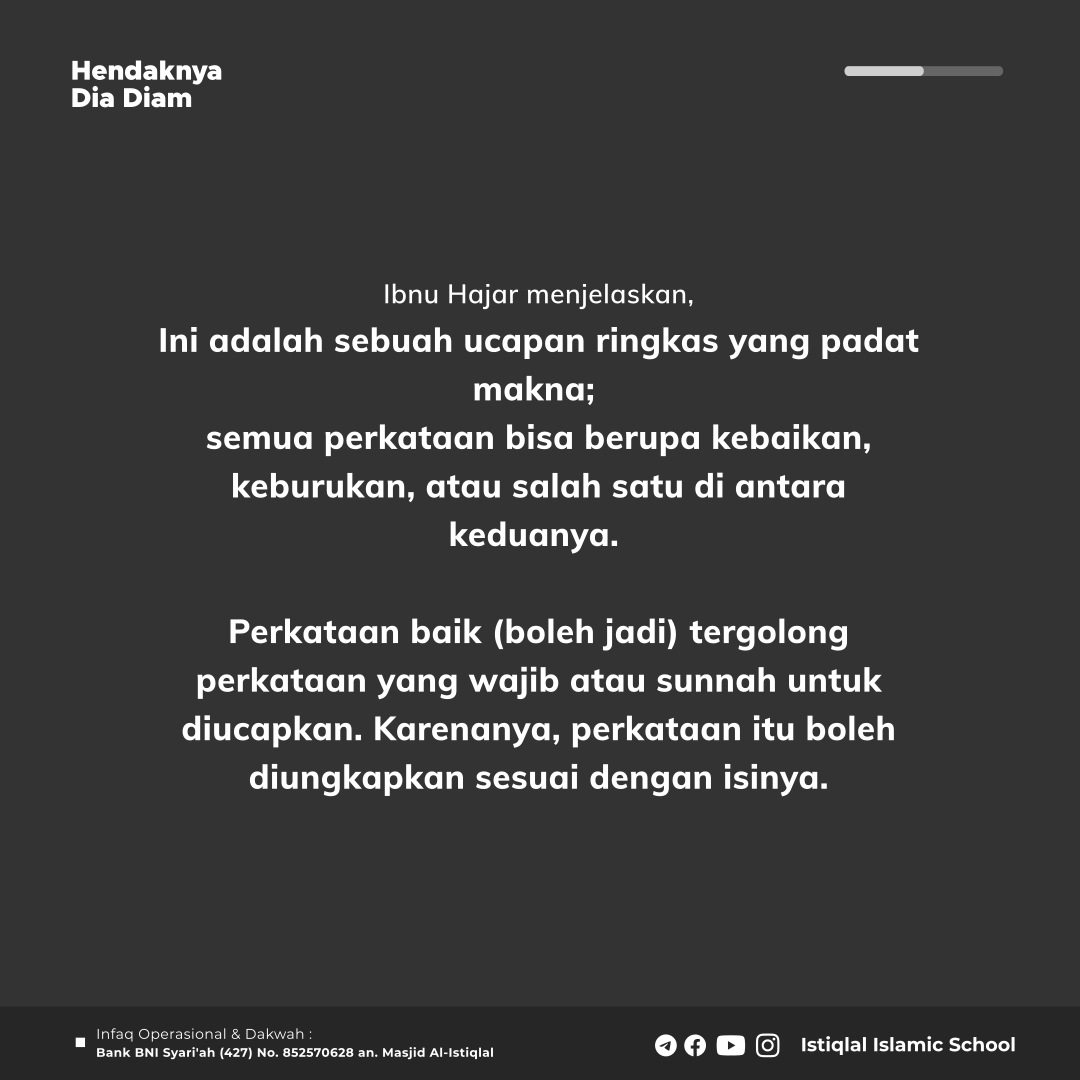 Hendaknya
Dia Diam
Ibnu Hajar menjelaskan,
Ini adalah sebuah ucapan ringkas yang padat
makna;
semua perkataan bisa berupa kebaikan,
keburukan, atau salah satu di antara
keduanya.
Perkataan baik (boleh jadi) tergolong
perkataan yang wajib atau sunnah untuk
diucapkan. Karenanya, perkataan itu boleh
diungkapkan sesuai dengan isinya.
Infaq Operasional & Dakwah :
Bank BNI Syari'ah (427) No. 852570628 an. Masjid Al-Istiqlal
Istiqlal Islamic School